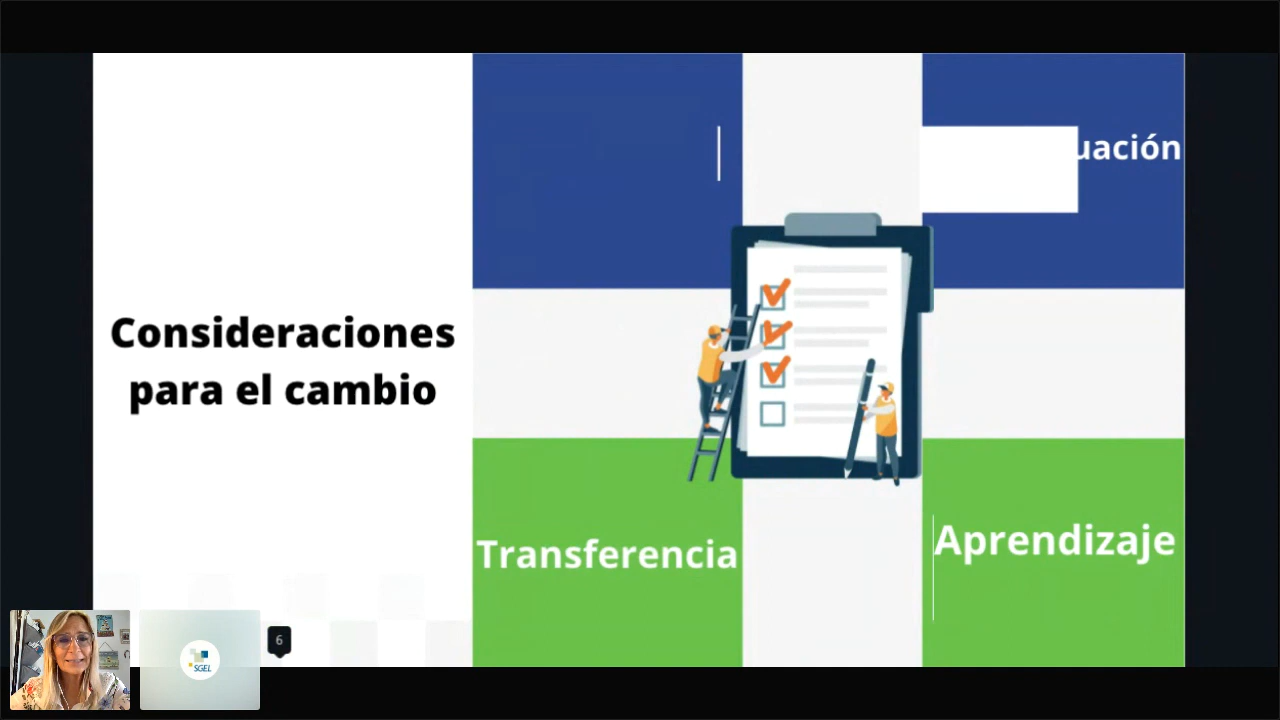 uación
Consideraciones
para el cambio
Transferencia
Aprendizaje
6
SGEL